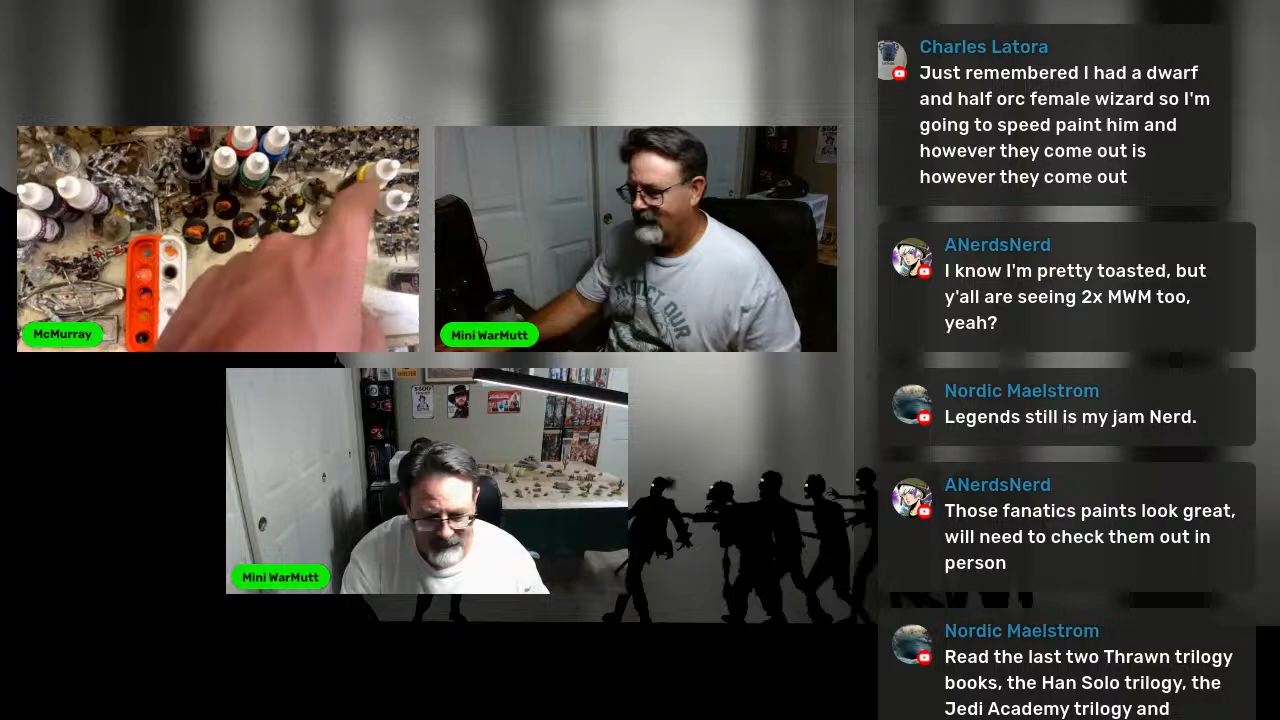 McMurray
Mini WarMutt
$600
$600
Mini WarMutt
Charles Latora
Just remembered I had a dwarf
and half orc female wizard so I'm
going to speed paint him and
however they come out is
however they come out
ANerdsNerd
I know I'm pretty toasted, but
y'all are seeing 2x MWM too,
yeah?
Nordic Maelstrom
Legends still is my jam Nerd.
ANerdsNerd
Those fanatics paints look great,
will need to check them out in
person
Nordic Maelstrom
Read the last two Thrawn trilogy
books, the Han Solo trilogy, the
Jedi Academy trilogy and